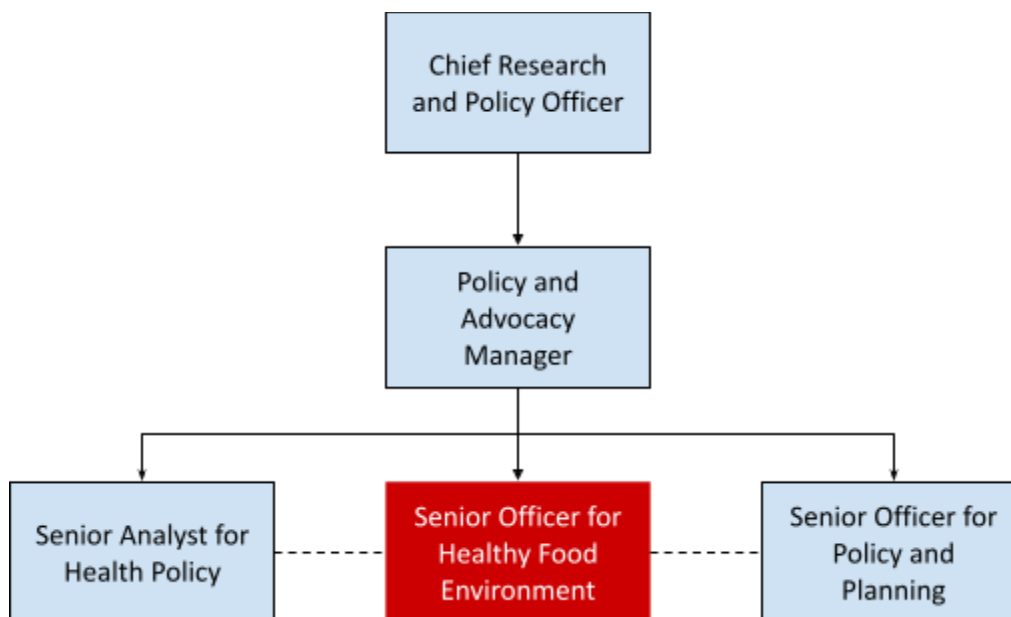 Chief Research
and Policy Officer
Policy and
Advocacy
Manager
Senior Analyst for
Health Policy
Senior Officer for
Healthy Food
Environment
Senior Officer for
Policy and
Planning